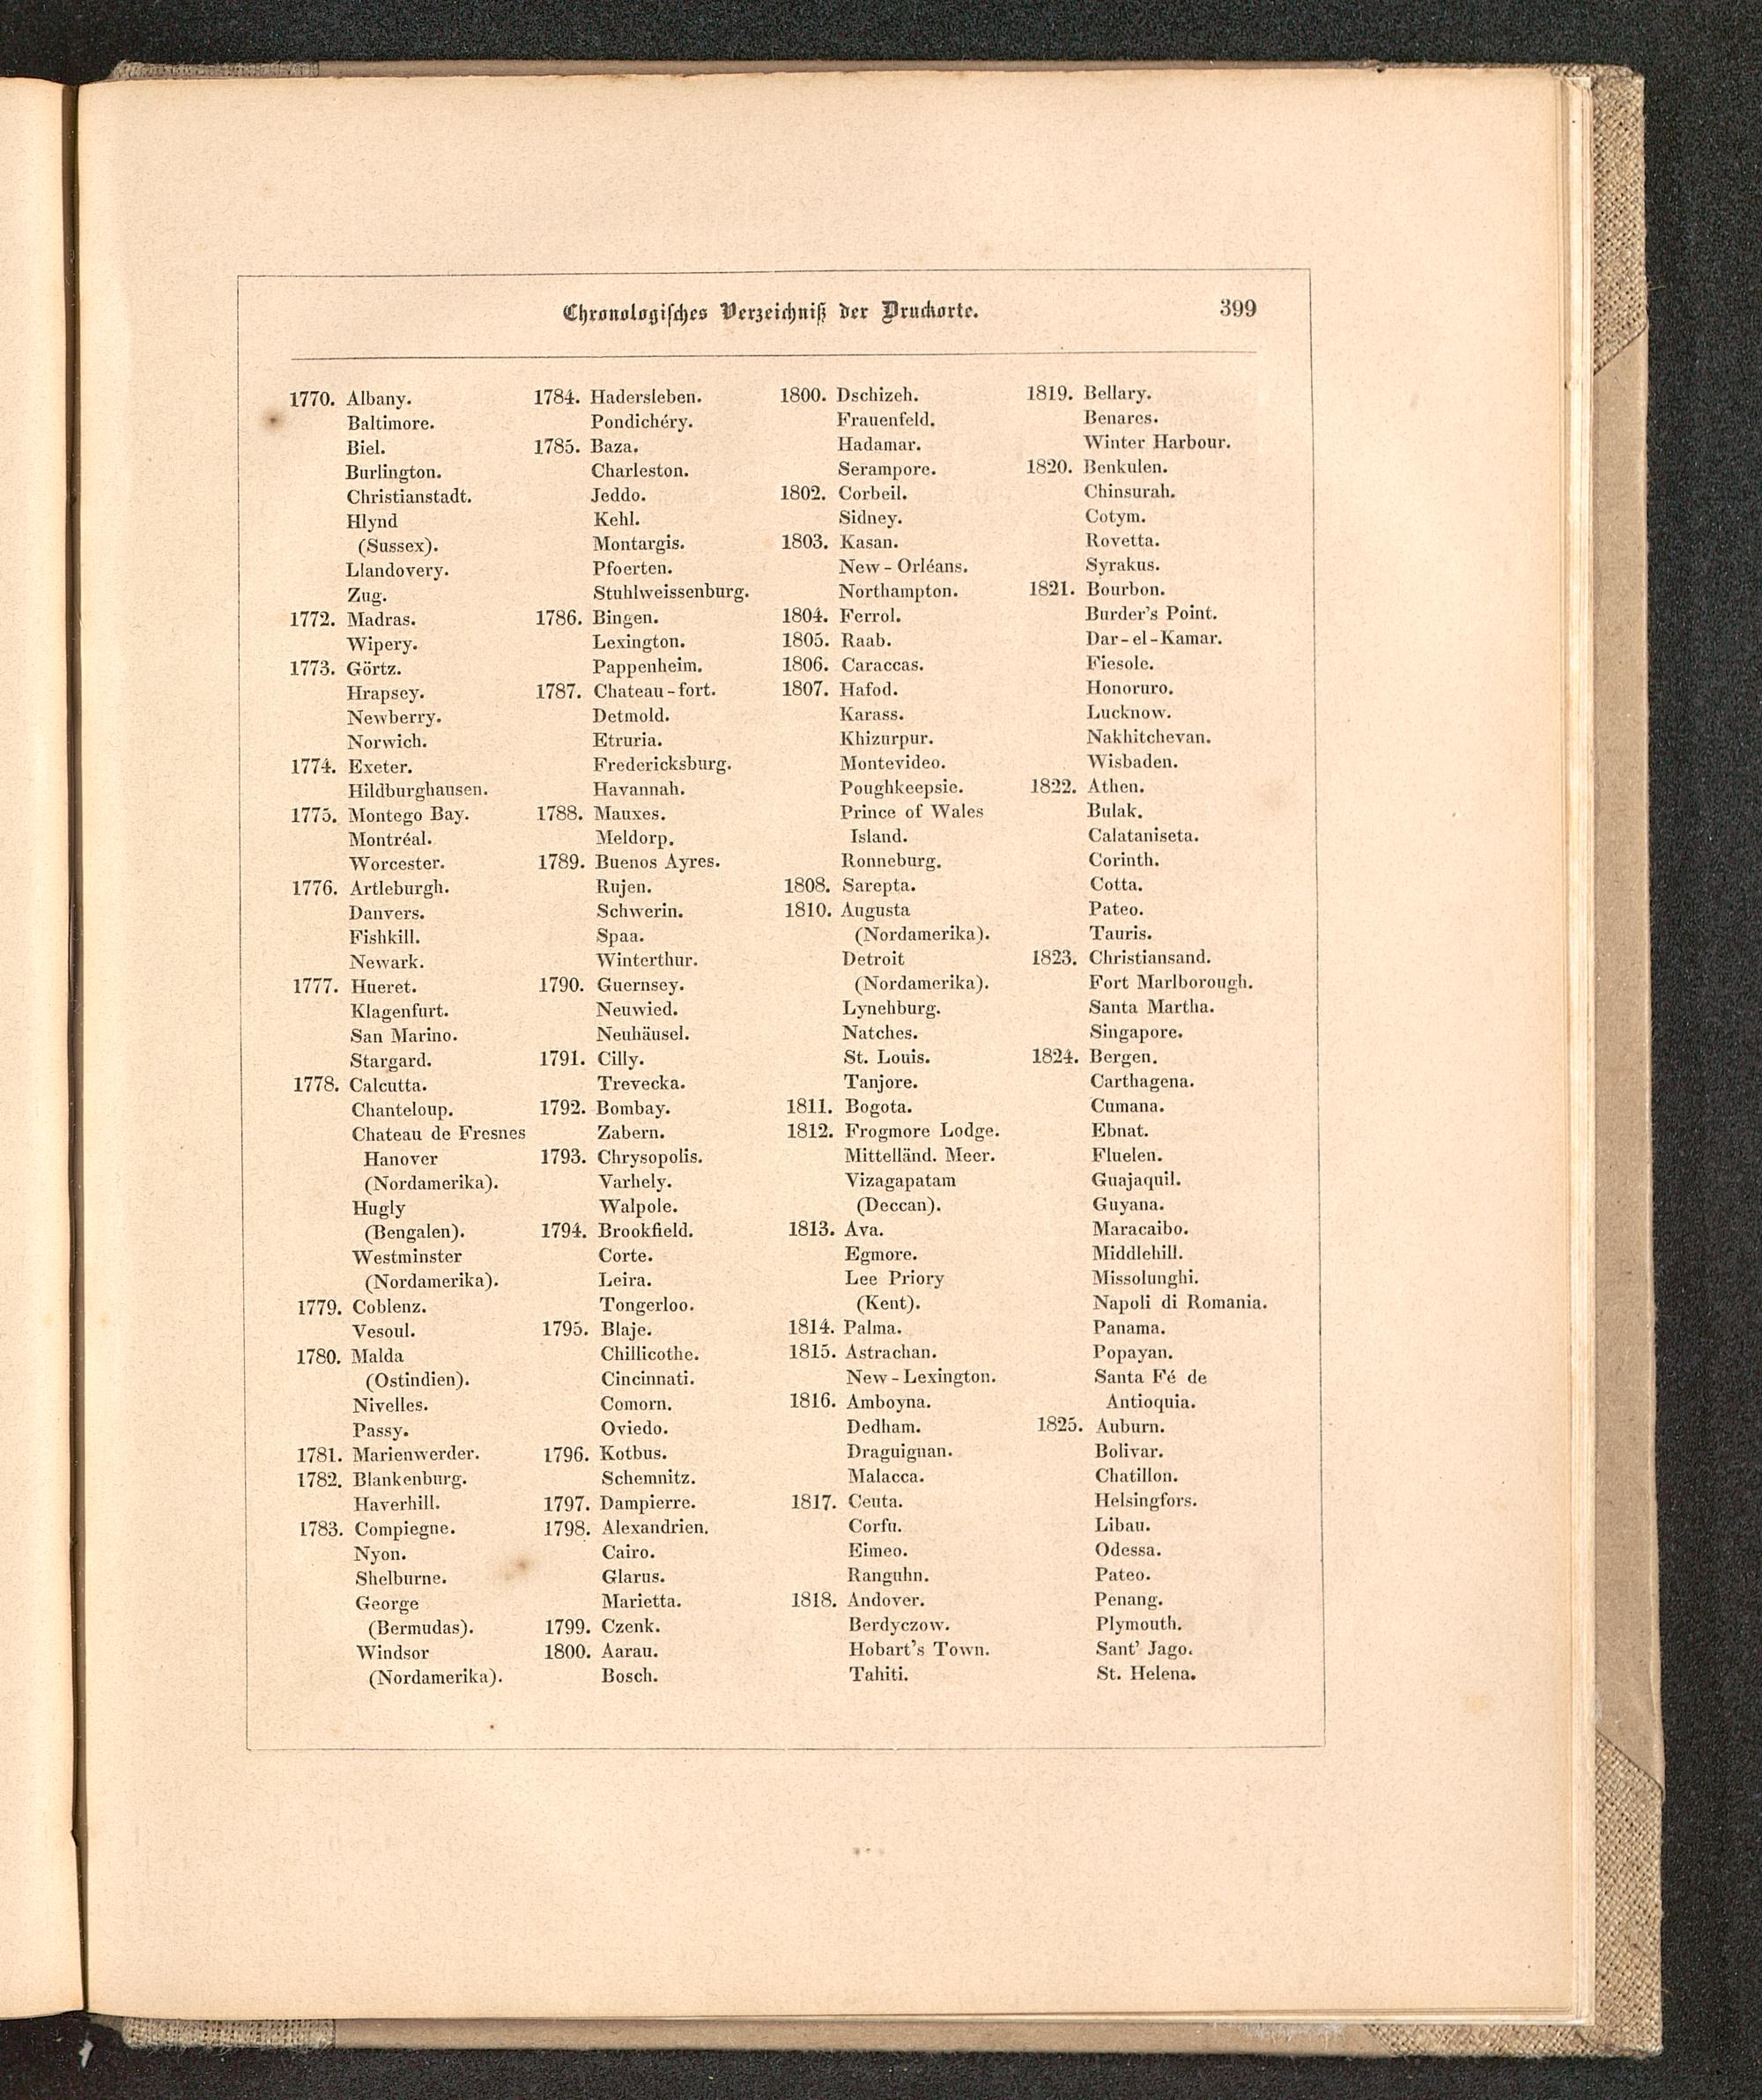 Chronologisches Verzeichniß der Druckorte. 399
1770. Albany.
Baltimore.
Biel.
Burlington.
Christianstadt.
Hlynd
(Sussex).
Llandovery.
Zug.
1772. Madras.
Wipery.
1773. Görtz.
Hrapsey.
Newberry.
Norwich.
1774. Exeter.
Hildburghausen.
1775. Montego Bay.
Montréal.
Worcester.
1776. Artleburgh.
Danvers.
Fishkill.
Newark.
1777. Hueret.
Klagenfurt.
San Marino.
Stargard.
1778. Calcutta.
Chanteloup.
Chateau de Fresnes
Hanover
(Nordamerika).
Hugly
(Bengalen).
Westminster
(Nordamerika).
1779. Coblenz.
Vesoul.
1780. Malda
(Ostindien).
Nivelles.
Passy.
1781. Marienwerder.
1782. Blankenburg.
Haverhill.
1783. Compiegne.
Nyon.
Shelburne.
George
(Bermudas).
Windsor
(Nordamerika).
1784. Hadersleben.
Pondichéry.
1785. Baza.
Charleston.
Jeddo.
Kehl.
Montargis.
Pfoerten.
Stuhlweissenburg.
1786. Bingen.
Lexington.
Pappenheim.
1787. Chateau-fort.
Detmold.
Etruria.
Fredericksburg.
Havannah.
1788. Mauxes.
Meldorp.
1789. Buenos Ayres.
Rujen.
Schwerin.
Spaa.
Winterthur.
1790. Guernsey.
Neuwied.
Neuhäusel.
1791. Cilly.
Trevecka.
1792. Bombay.
Zabern.
1793. Chrysopolis.
Varhely.
Walpole.
1794. Brookfield.
Corte.
Leira.
Tongerloo.
1795. Blaje.
Chillicothe.
Cincinnati.
Comorn.
Oviedo.
1796. Kotbus.
Schemnitz.
1797. Dampierre.
1798. Alexandrien.
Cairo.
Glarus.
Marietta.
1799. Czenk.
1800. Aarau.
Bosch.
1800. Dschizeh.
Frauenfeld.
Hadamar.
Serampore.
1802. Corbeil.
Sidney.
1803. Kasan.
New-Orléans.
Northampton.
1804. Ferrol.
1805. Raab.
1806. Caraccas.
1807. Hafod.
Karass.
Khizurpur.
Montevideo.
Poughkeepsie.
Prince of Wales
Island.
Ronneburg.
1808. Sarepta.
1810. Augusta
(Nordamerika).
Detroit
(Nordamerika).
Lynehburg.
Natches.
St. Louis.
Tanjore.
1811. Bogota.
1812. Frogmore Lodge.
Mittelländ. Meer.
Vizagapatam
(Deccan).
1813. Ava.
Egmore.
Lee Priory
(Kent).
1814. Palma.
1815. Astrachan.
New-Lexington.
1816. Amboyna.
Dedham.
Draguignan.
Malacca.
1817. Ceuta.
Corfu.
Eimeo.
Ranguhn.
1818. Andover.
Berdyczow.
Hobart's Town.
Tahiti.
1819. Bellary.
Benares.
Winter Harbour.
1820. Benkulen.
Chinsurah.
Cotym.
Rovetta.
Syrakus.
1821. Bourbon.
Burder's Point.
Dar-el-Kamar.
Fiesole.
Honoruro.
Lucknow.
Nakhitchevan.
Wisbaden.
1822. Athen.
Bulak.
Calataniseta.
Corinth.
Cotta.
Pateo.
Tauris.
1823. Christiansand.
Fort Marlborough.
Santa Martha.
Singapore.
1824. Bergen.
Carthagena.
Cumana.
Ebnat.
Fluelen.
Guajaquil.
Guyana.
Maracaibo.
Middlehill.
Missolunghi.
Napoli di Romania.
Panama.
Popayan.
Santa Fé de
Antioquia.
1825. Auburn.
Bolivar.
Chatillon.
Helsingfors.
Libau.
Odessa.
Pateo.
Penang.
Plymouth.
Sant' Jago.
St. Helena.